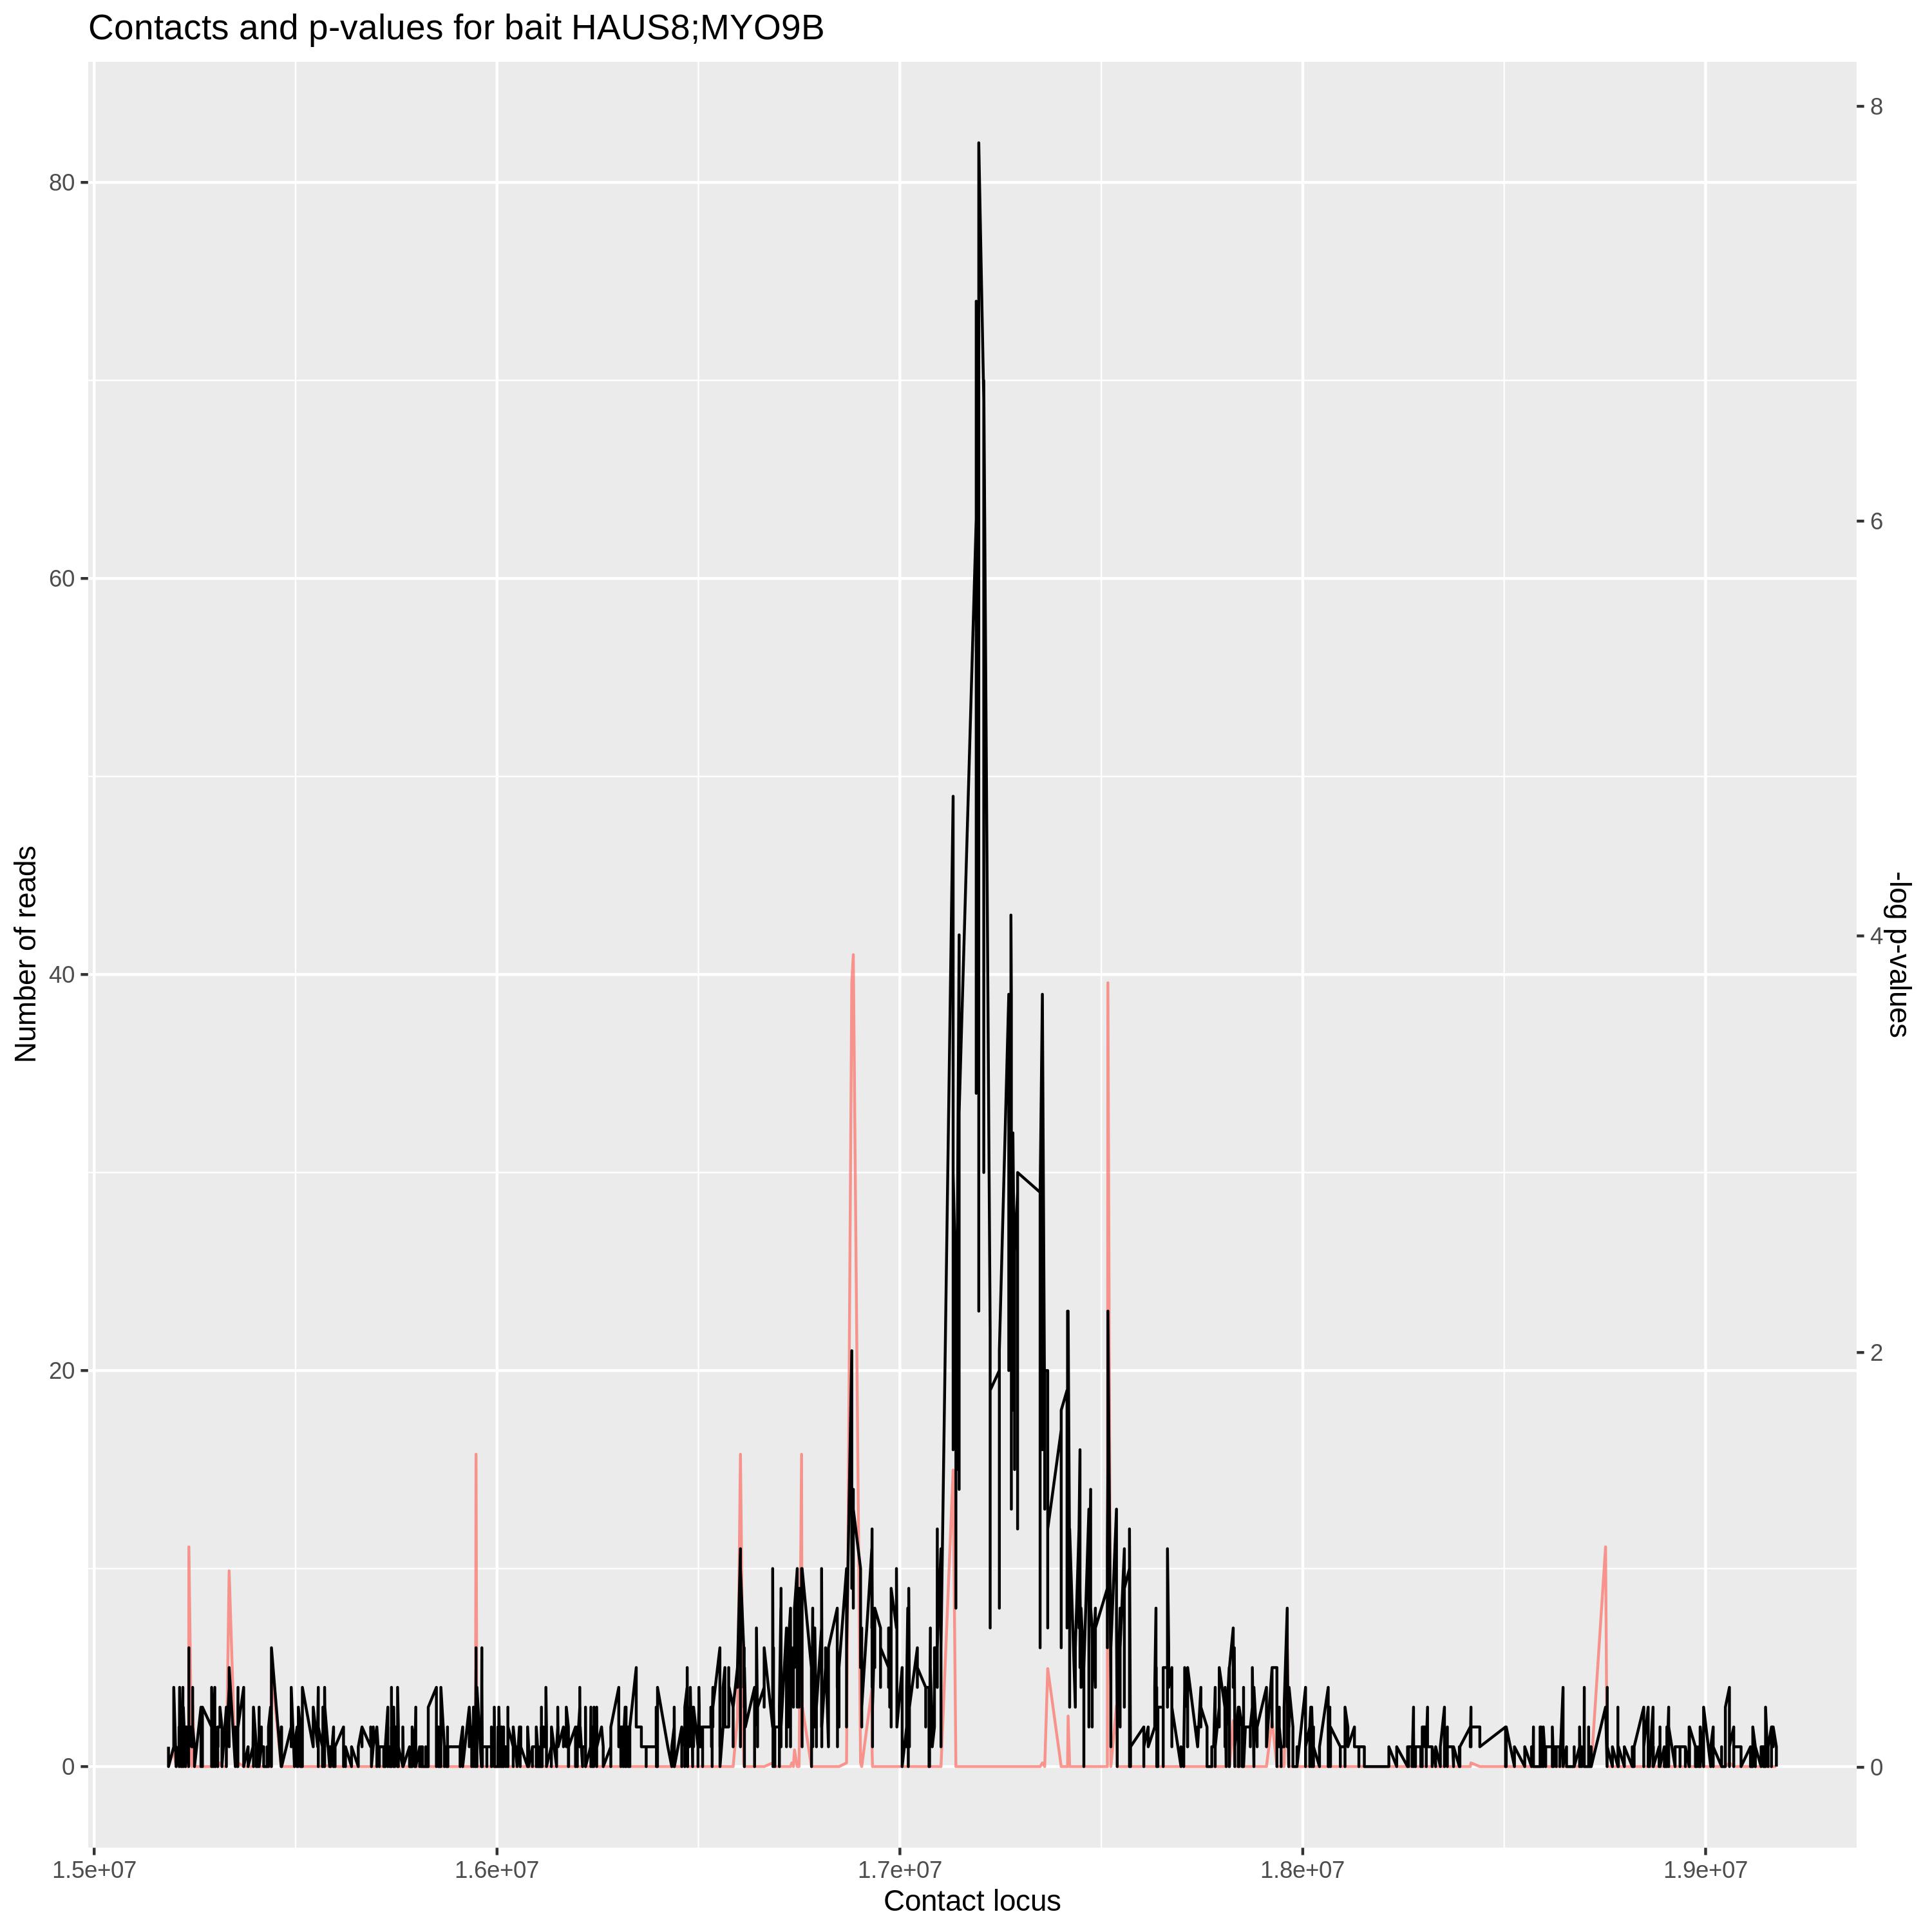 Contacts and p-values for bait HAUS8;MYO9B
Number of reads
80
60
40
20
0
8
6
4
2
0
-log p-values
1.5e+07
1.6e+07
1.7e+07
1.8e+07
1.9e+07
Contact locus